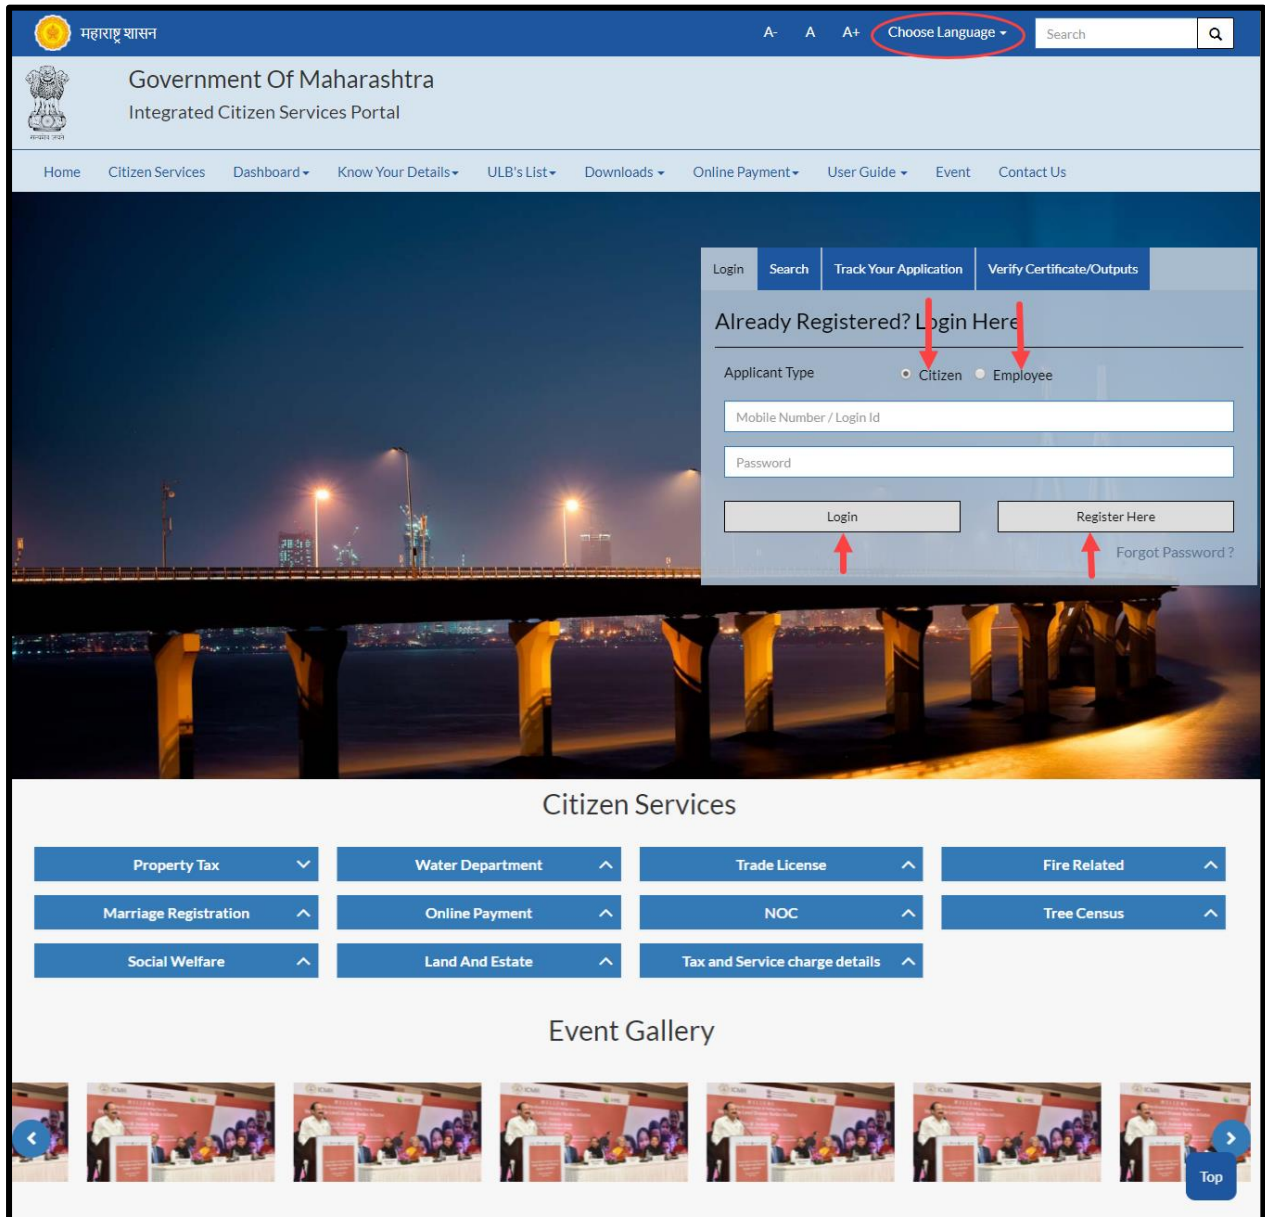 महाराष्ट्र शासन A- A A+ Choose Language Search
Government Of Maharashtra
Integrated Citizen Services Portal
सत्यमेव जयते
Home Citizen Services Dashboard Know Your Details ULB's List Downloads Online Payment User Guide Event Contact Us
Login Search Track Your Application Verify Certificate/Outputs
Already Registered? Login Here
Applicant Type Citizen Employee
Mobile Number / Login Id
Password
Login Register Here
Forgot Password ?
Citizen Services
Property Tax Water Department Trade License Fire Related
Marriage Registration Online Payment NOC Tree Census
Social Welfare Land And Estate Tax and Service charge details
Event Gallery
Top